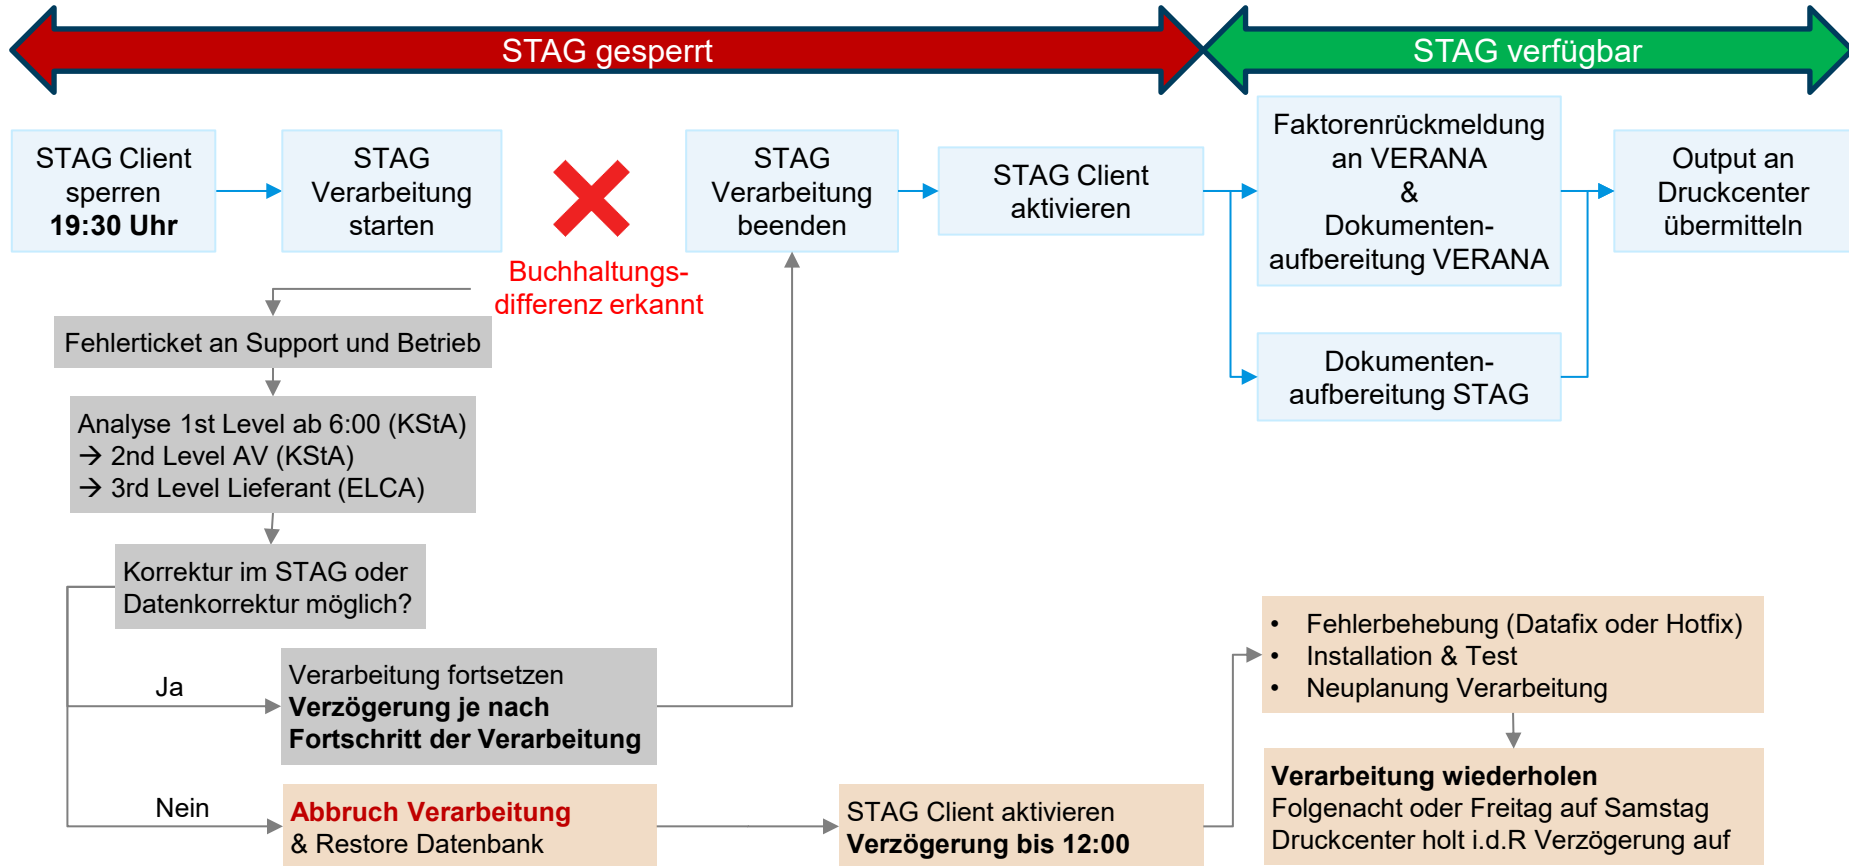 STAG gesperrt
STAG verfügbar
STAG Client
sperren
19:30 Uhr
STAG
Verarbeitung
starten
Buchhaltungs-
differenz erkannt
STAG
Verarbeitung
beenden
STAG Client
aktivieren
Faktorenrückmeldung
an VERANA
&
Dokumenten-
aufbereitung VERANA
Dokumenten-
aufbereitung STAG
Output an
Druckcenter
übermitteln
Fehlerticket an Support und Betrieb
Analyse 1st Level ab 6:00 (KStA)
→ 2nd Level AV (KStA)
→ 3rd Level Lieferant (ELCA)
Korrektur im STAG oder
Datenkorrektur möglich?
Ja
Verarbeitung fortsetzen
Verzögerung je nach
Fortschritt der Verarbeitung
Nein
Abbruch Verarbeitung
& Restore Datenbank
STAG Client aktivieren
Verzögerung bis 12:00
• Fehlerbehebung (Datafix oder Hotfix)
• Installation & Test
• Neuplanung Verarbeitung
Verarbeitung wiederholen
Folgenacht oder Freitag auf Samstag
Druckcenter holt i.d.R Verzögerung auf